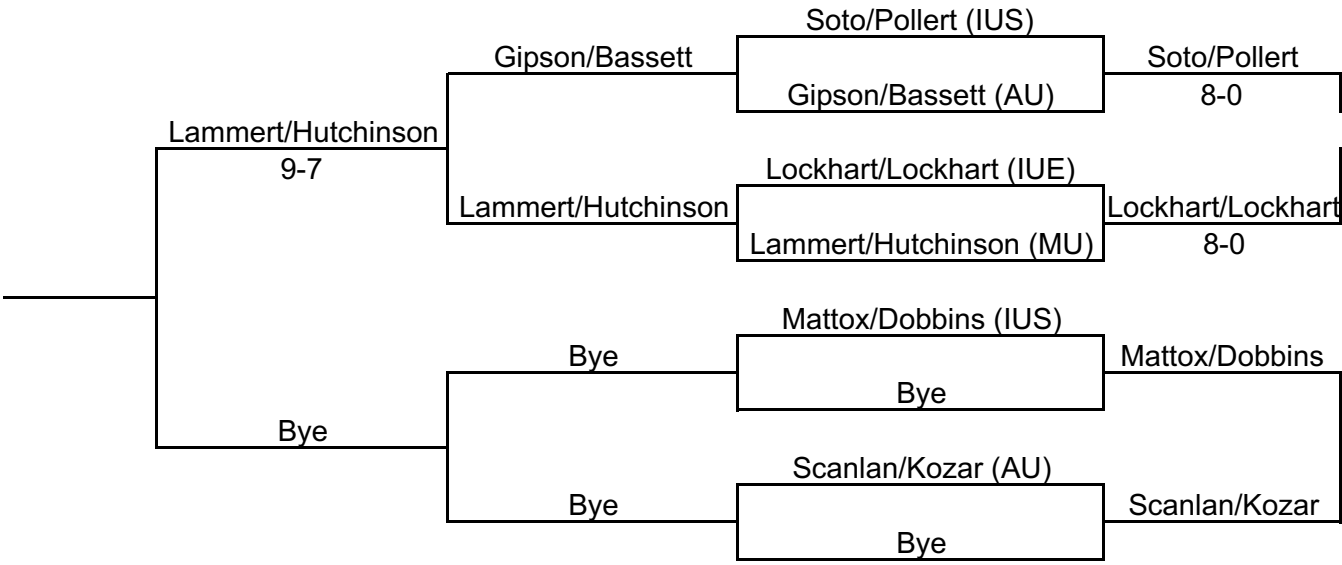 Soto/Pollert (IUS)
Gipson/Bassett
Soto/Pollert
Gipson/Bassett (AU)
8-0
Lammert/Hutchinson
9-7
Lockhart/Lockhart (IUE)
Lammert/Hutchinson
Lockhart/Lockhart
Lammert/Hutchinson (MU)
8-0
Mattox/Dobbins (IUS)
Bye
Mattox/Dobbins
Bye
Bye
Scanlan/Kozar (AU)
Bye
Scanlan/Kozar
Bye